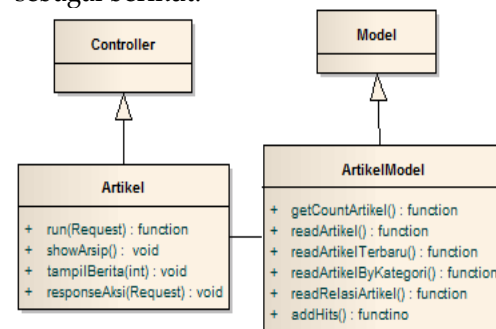 sebagai berikut:
Controller
Model
Artikel
+ run(Request) : function
+ showArsip() : void
+ tampilBerita(int) : void
+ responseAksi(Request) : void
ArtikelModel
+ getCountArtikel() : function
+ readArtikel() : function
+ readArtikelTerbaru() : function
+ readArtikelByKategori() : function
+ readRelasiArtikel() : function
+ addHits() : functino